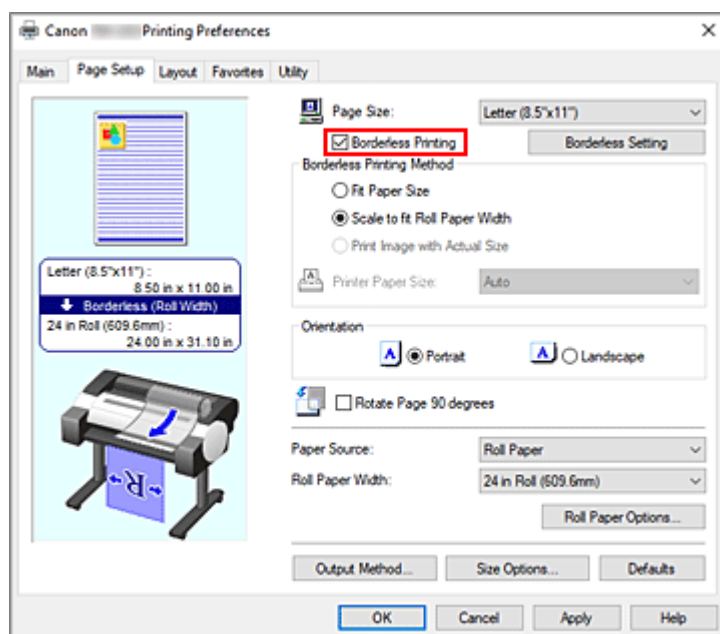 Canon Printing Preferences
Main Page Setup Layout Favorites Utility
Page Size: Letter (8.5"x11")
Borderless Printing Borderless Setting
Borderless Printing Method
Fit Paper Size
Scale to fit Roll Paper Width
Print Image with Actual Size
Printer Paper Size: Auto
Letter (8.5"x11") :
8.50 in x 11.00 in
Borderless (Roll Width)
24 in Roll (609.6mm) :
24.00 in x 31.10 in
Orientation
A Portrait A Landscape
Rotate Page 90 degrees
R
Paper Source: Roll Paper
Roll Paper Width: 24 in Roll (609.6mm)
Roll Paper Options...
Output Method... Size Options... Defaults
OK Cancel Apply Help